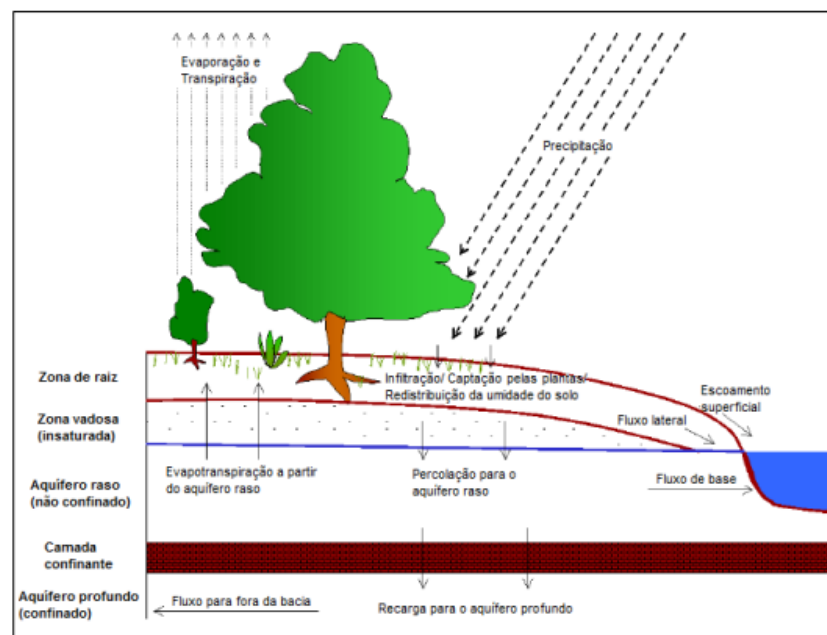 Evaporação e
Transpiração
Precipitação
Zona de raiz
Infiltração/ Captação pelas plantas/
Redistribuição da umidade do solo
Escoamento
superficial
Zona vadosa
(insaturada)
Fluxo lateral
Aquífero raso
(não confinado)
Evapotranspiração a partir
do aquífero raso
Percolação para o
aquífero raso
Fluxo de base
Camada
confinante
Aquífero profundo
(confinado)
Fluxo para fora da bacia
Recarga para o aquífero profundo